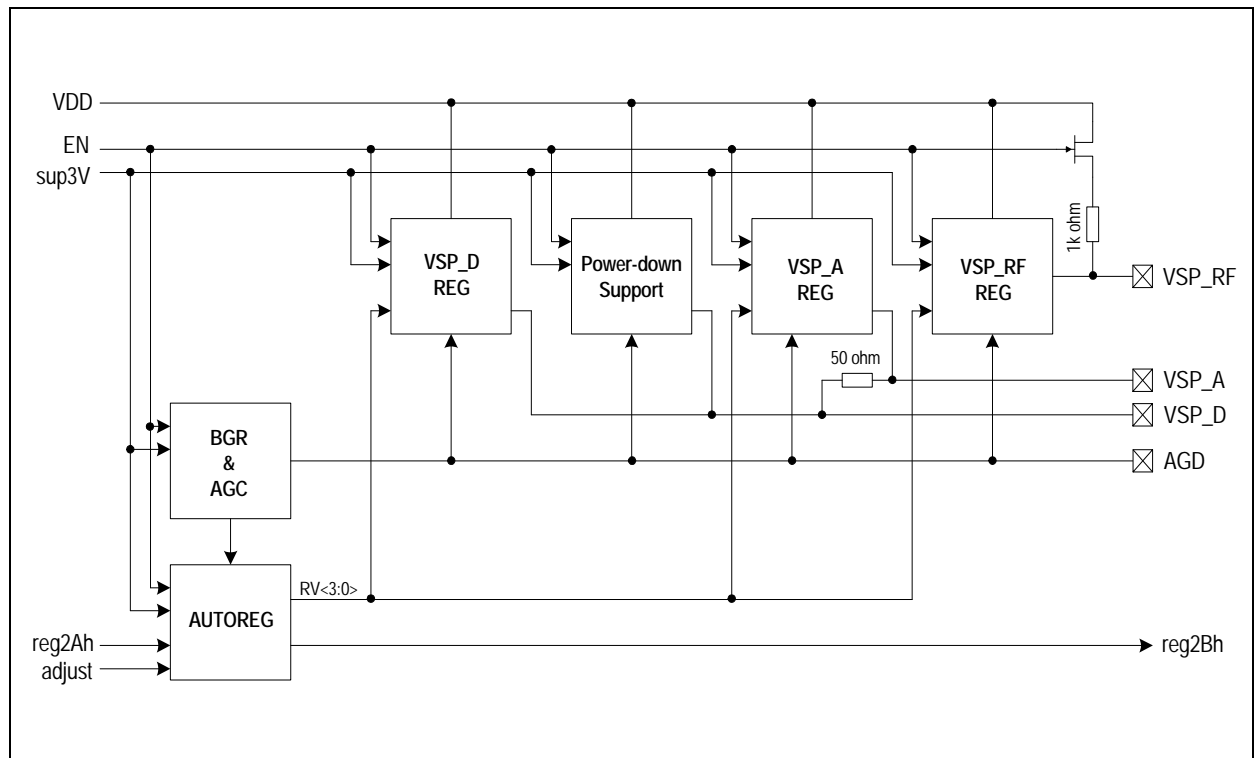 VDD
EN
sup3V
1k ohm
VSP_D
REG
Power-down
Support
VSP_A
REG
VSP_RF
REG
VSP_RF
50 ohm
VSP_A
VSP_D
BGR
&
AGC
AGD
RV<3:0>
AUTOREG
reg2Ah
adjust
reg2Bh